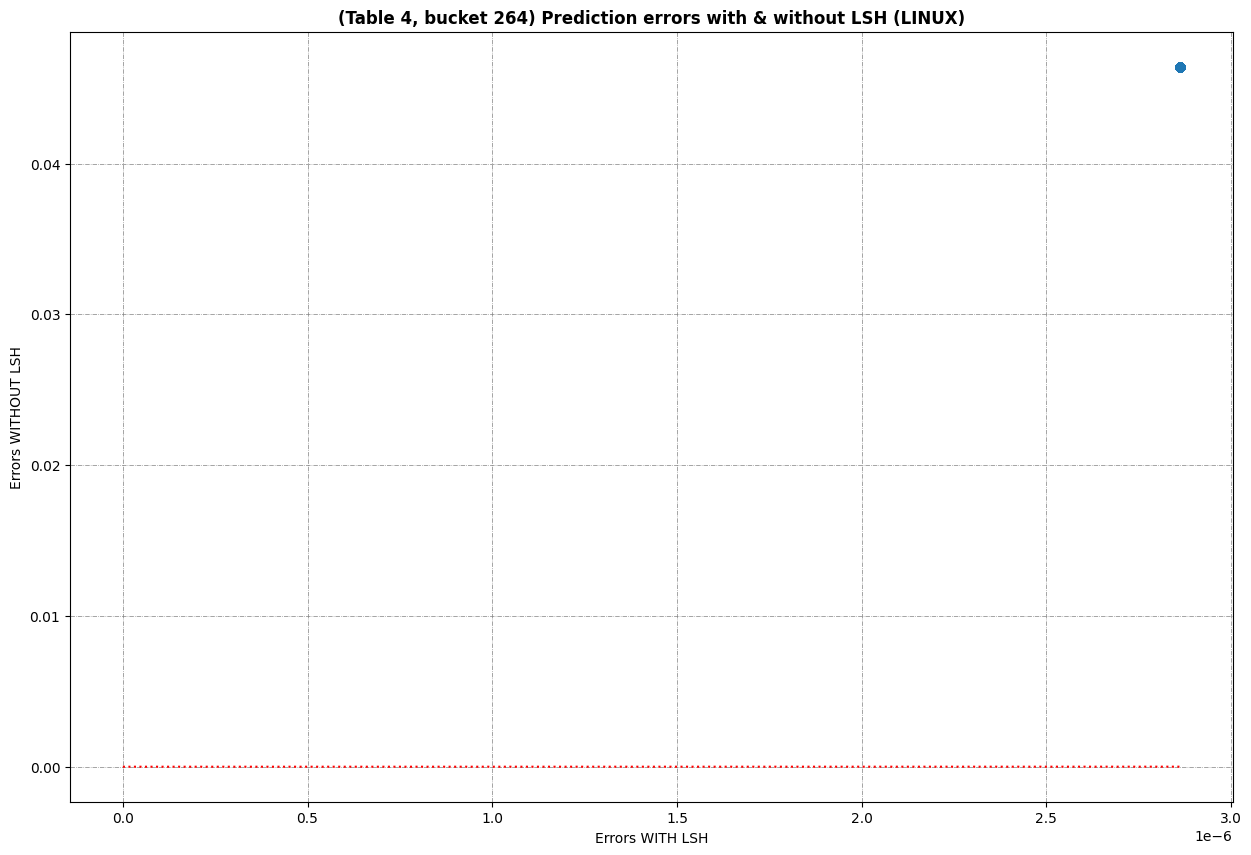 (Table 4, bucket 264) Prediction errors with & without LSH (LINUX)
Errors WITHOUT LSH
0.04
0.03
0.02
0.01
0.00
0.0 0.5 1.0 1.5 2.0 2.5 3.0
1e−6
Errors WITH LSH